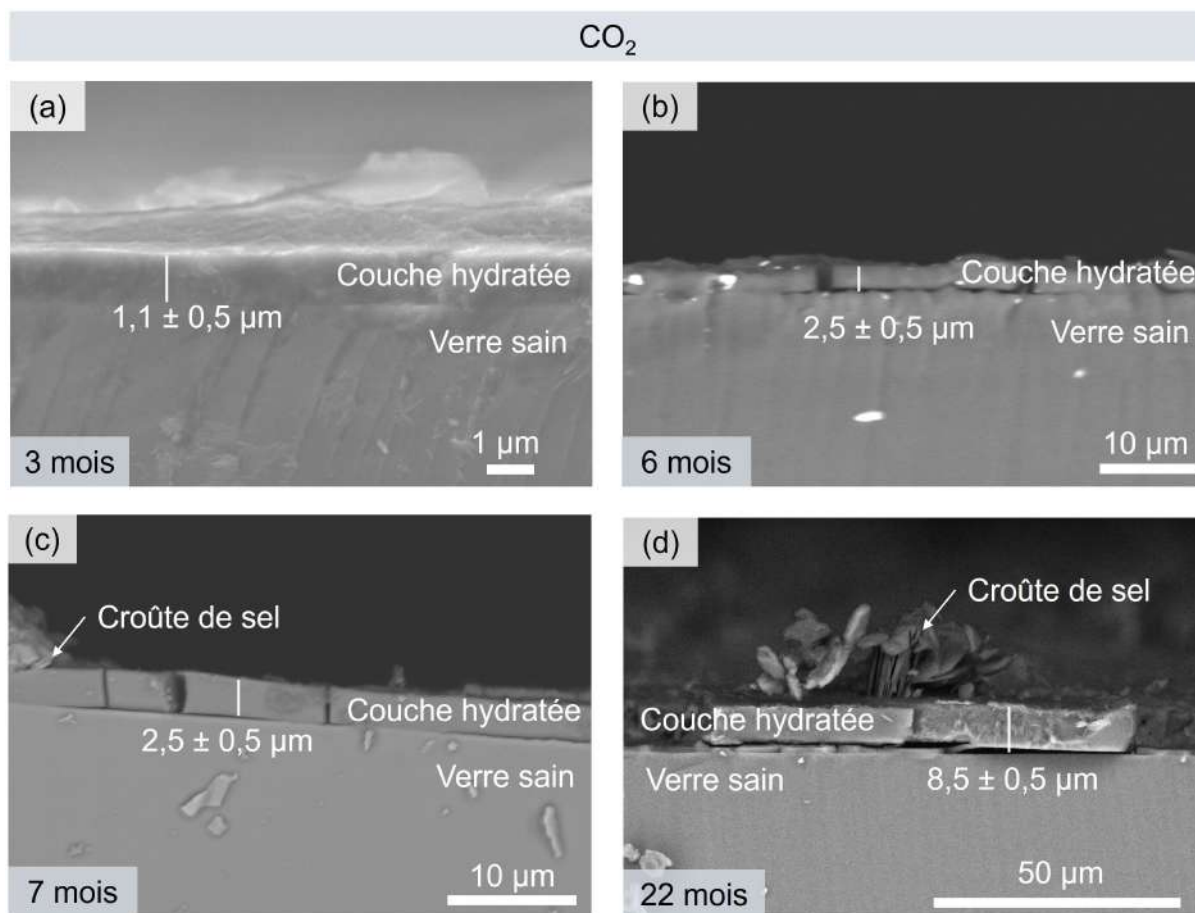 CO₂
(a)
Couche hydratée
1,1 ± 0,5 µm
Verre sain
1 µm
3 mois
(b)
Couche hydratée
2,5 ± 0,5 µm
Verre sain
10 µm
6 mois
(c)
Croûte de sel
Couche hydratée
2,5 ± 0,5 µm
Verre sain
10 µm
7 mois
(d)
Croûte de sel
Couche hydratée
Verre sain
8,5 ± 0,5 µm
50 µm
22 mois